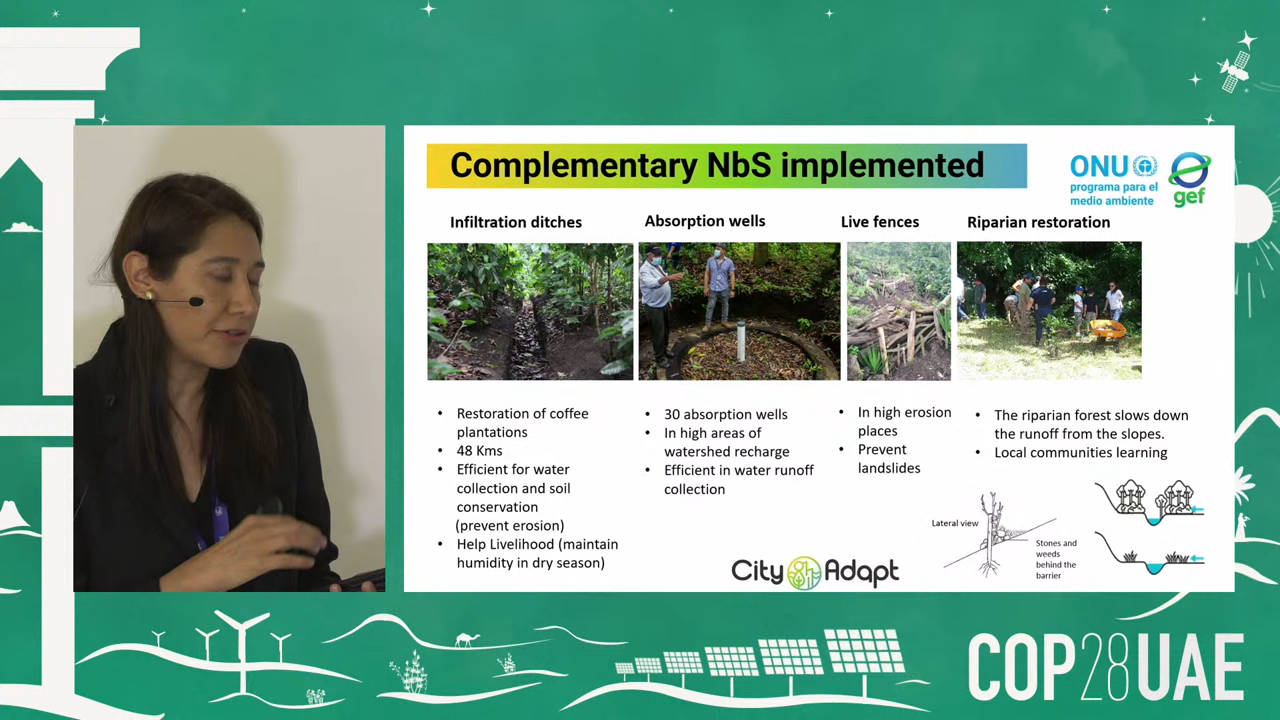 Complementary NbS implemented
ONU
programa para el
medio ambiente
gef
Infiltration ditches
Absorption wells
Live fences
Riparian restoration
• Restoration of coffee
plantations
• 48 Kms
• Efficient for water
collection and soil
conservation
(prevent erosion)
• Help Livelihood (maintain
humidity in dry season)
• 30 absorption wells
• In high areas of
watershed recharge
• Efficient in water runoff
collection
• In high erosion
places
• Prevent
landslides
• The riparian forest slows down
the runoff from the slopes.
• Local communities learning
Lateral view
Stones and
weeds
behind the
barrier
City Adapt
COP28UAE